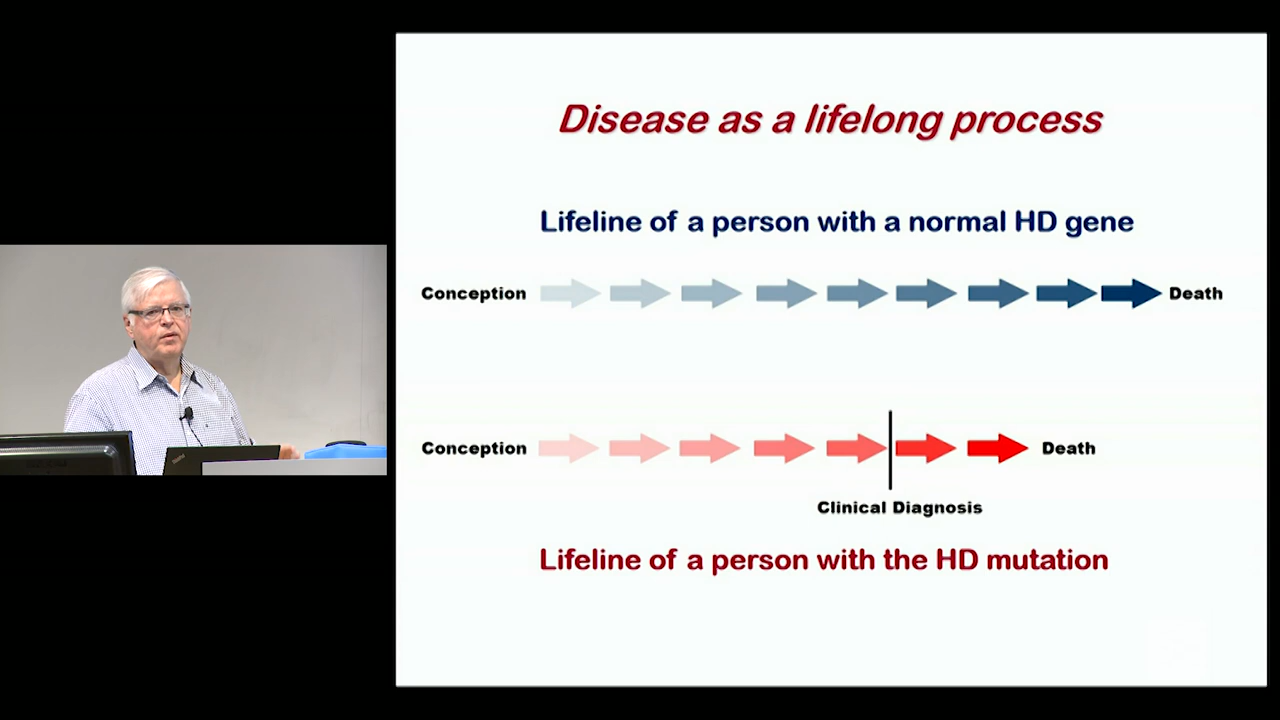 Disease as a lifelong process
Lifeline of a person with a normal HD gene
Conception Death
Conception Death
Clinical Diagnosis
Lifeline of a person with the HD mutation